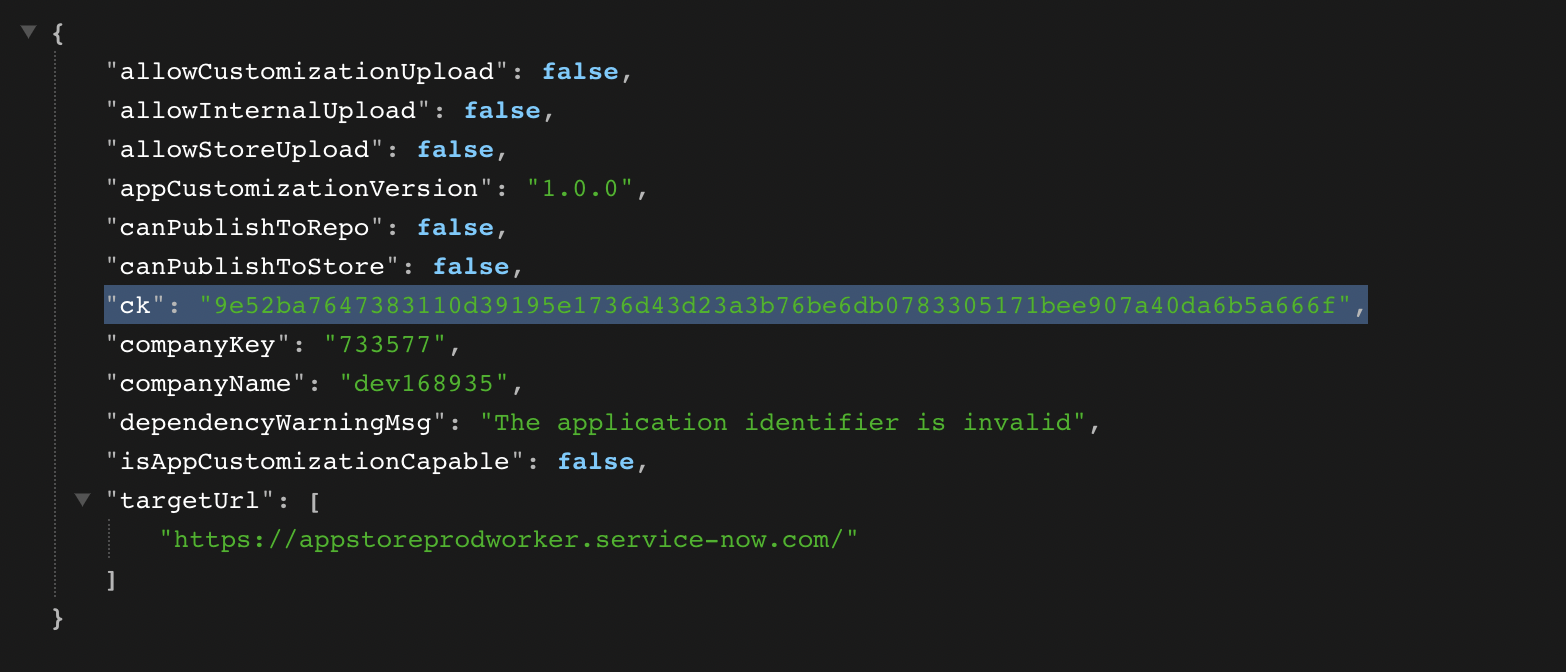 {
"allowCustomizationUpload": false,
"allowInternalUpload": false,
"allowStoreUpload": false,
"appCustomizationVersion": "1.0.0",
"canPublishToRepo": false,
"canPublishToStore": false,
"ck": "9e52ba7647383110d39195e1736d43d23a3b76be6db0783305171bee907a40da6b5a666f",
"companyKey": "733577",
"companyName": "dev168935",
"dependencyWarningMsg": "The application identifier is invalid",
"isAppCustomizationCapable": false,
"targetUrl": [
"https://appstoreprodworker.service-now.com/"
]
}